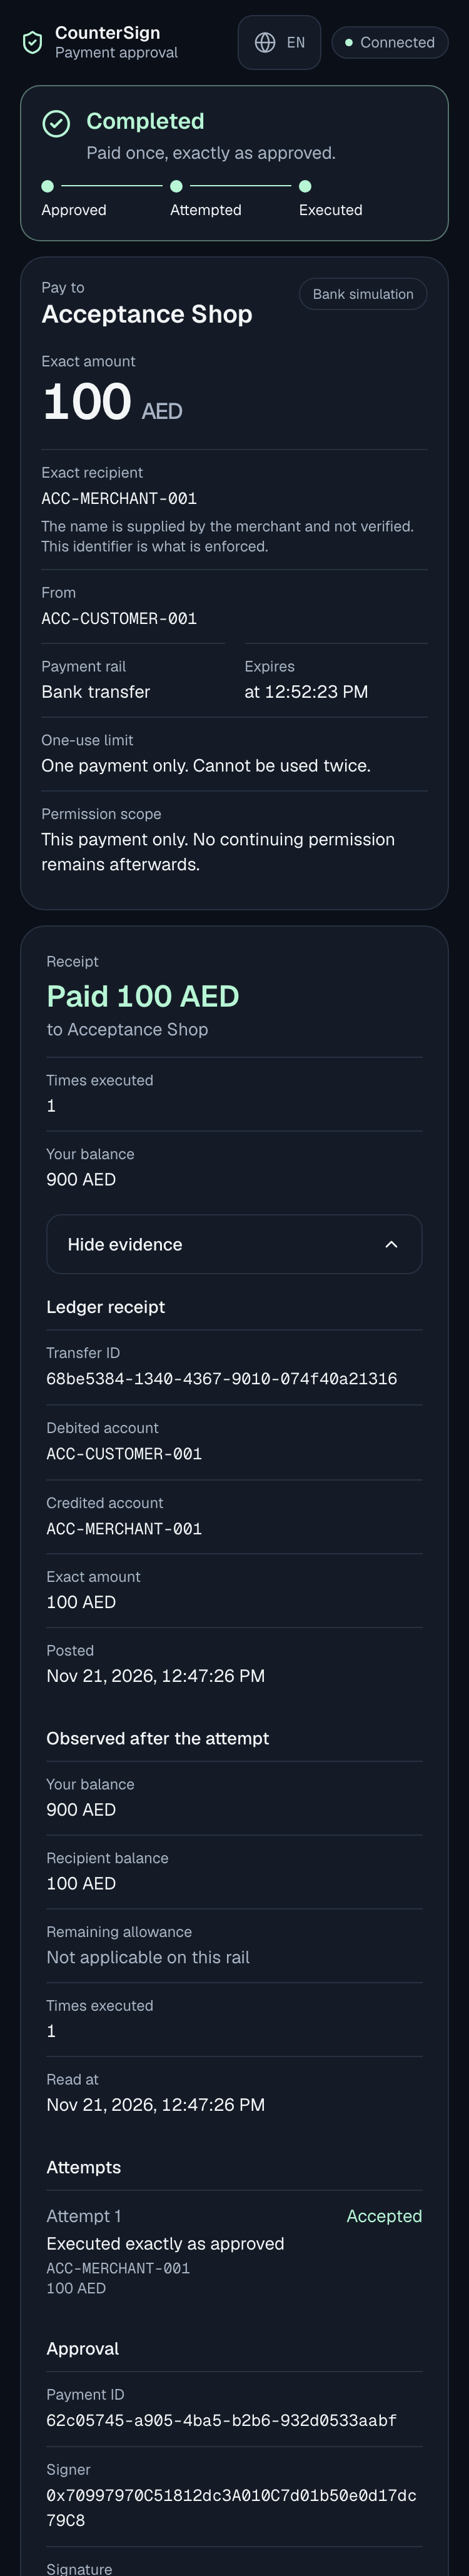 CounterSign
Payment approval
EN
Connected
Completed
Paid once, exactly as approved.
Approved
Attempted
Executed
Pay to
Acceptance Shop
Bank simulation
Exact amount
100 AED
Exact recipient
ACC-MERCHANT-001
The name is supplied by the merchant and not verified.
This identifier is what is enforced.
From
ACC-CUSTOMER-001
Payment rail
Bank transfer
Expires
at 12:52:23 PM
One-use limit
One payment only. Cannot be used twice.
Permission scope
This payment only. No continuing permission
remains afterwards.
Receipt
Paid 100 AED
to Acceptance Shop
Times executed
1
Your balance
900 AED
Hide evidence
Ledger receipt
Transfer ID
68be5384-1340-4367-9010-074f40a21316
Debited account
ACC-CUSTOMER-001
Credited account
ACC-MERCHANT-001
Exact amount
100 AED
Posted
Nov 21, 2026, 12:47:26 PM
Observed after the attempt
Your balance
900 AED
Recipient balance
100 AED
Remaining allowance
Not applicable on this rail
Times executed
1
Read at
Nov 21, 2026, 12:47:26 PM
Attempts
Attempt 1
Accepted
Executed exactly as approved
ACC-MERCHANT-001
100 AED
Approval
Payment ID
62c05745-a905-4ba5-b2b6-932d0533aabf
Signer
0x70997970C51812dc3A010C7d01b50e0d17dc
79C8
Signature